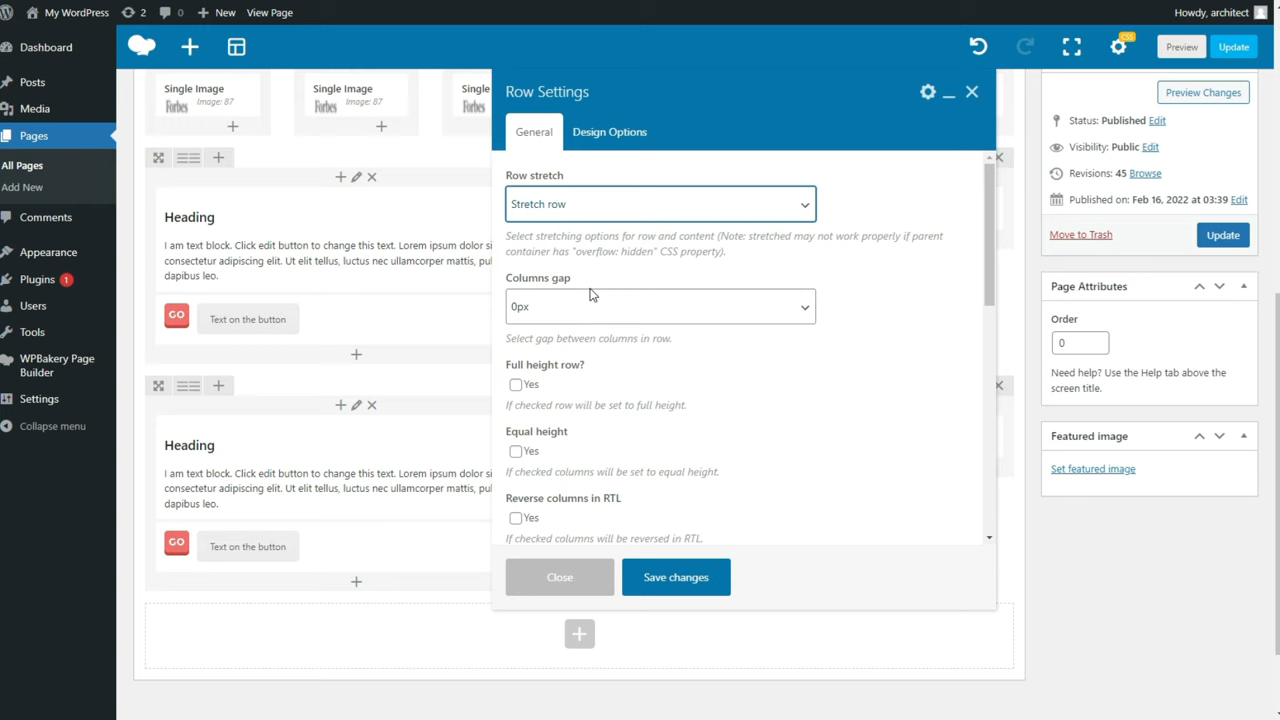 My WordPress
2
0
New
View Page
Howdy, architect
Dashboard
Posts
Media
Pages
All Pages
Add New
Comments
Appearance
Plugins 1
Users
Tools
WPBakery Page
Builder
Settings
Collapse menu
CSS
Preview
Update
Single Image
Forbes
Image: 87
Single Image
Forbes
Image: 87
Single
Forbes
Heading
I am text block. Click edit button to change this text. Lorem ipsum dolor si
consectetur adipiscing elit. Ut elit tellus, luctus nec ullamcorper mattis, pu
dapibus leo.
GO
Text on the button
Heading
I am text block. Click edit button to change this text. Lorem ipsum dolor si
consectetur adipiscing elit. Ut elit tellus, luctus nec ullamcorper mattis, pu
dapibus leo.
GO
Text on the button
Row Settings
General
Design Options
Row stretch
Stretch row
Select stretching options for row and content (Note: stretched may not work properly if parent
container has "overflow: hidden" CSS property).
Columns gap
0px
Select gap between columns in row.
Full height row?
Yes
If checked row will be set to full height.
Equal height
Yes
If checked columns will be set to equal height.
Reverse columns in RTL
Yes
If checked columns will be reversed in RTL.
Close
Save changes
Preview Changes
Status: Published Edit
Visibility: Public Edit
Revisions: 45 Browse
Published on: Feb 16, 2022 at 03:39 Edit
Move to Trash
Update
Page Attributes
Order
0
Need help? Use the Help tab above the
screen title.
Featured image
Set featured image